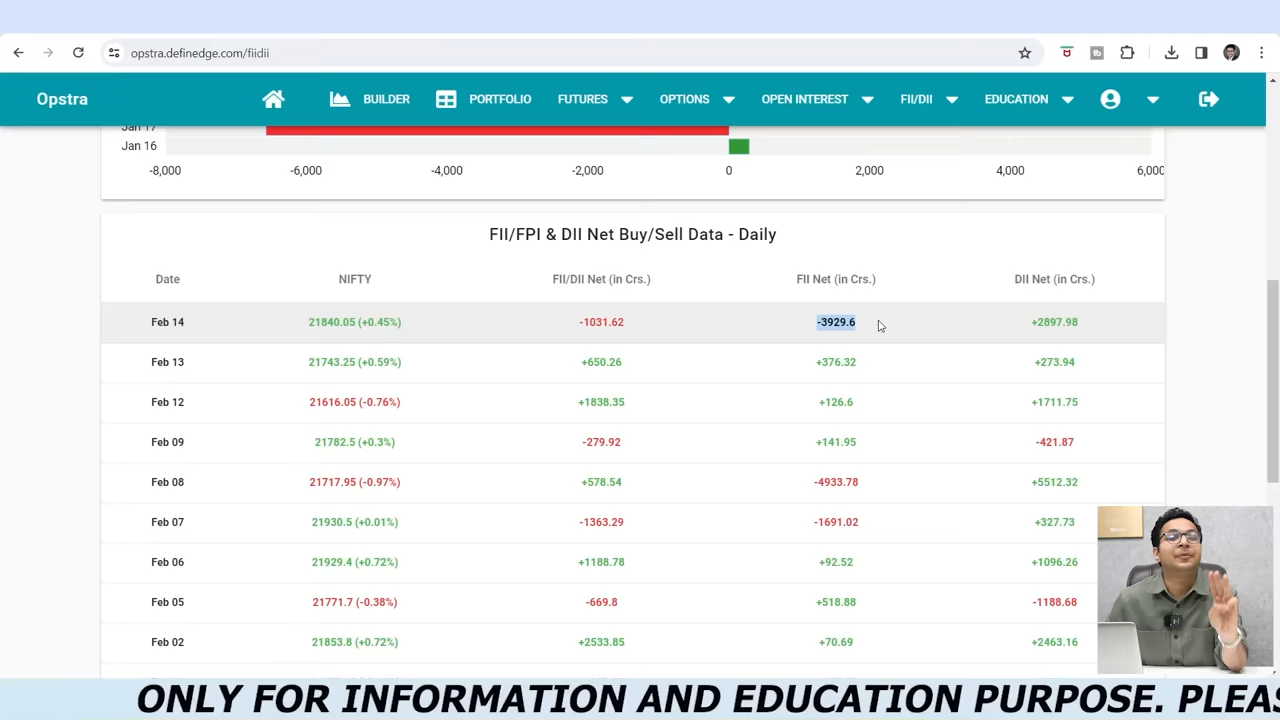 opstra.definedge.com/fiidii
Opstra BUILDER PORTFOLIO FUTURES OPTIONS OPEN INTEREST FII/DII EDUCATION
Jan 17
Jan 16
-8,000 -6,000 -4,000 -2,000 0 2,000 4,000 6,000
FII/FPI & DII Net Buy/Sell Data - Daily
Date NIFTY FII/DII Net (in Crs.) FII Net (in Crs.) DII Net (in Crs.)
Feb 14 21840.05 (+0.45%) -1031.62 -3929.6 +2897.98
Feb 13 21743.25 (+0.59%) +650.26 +376.32 +273.94
Feb 12 21616.05 (-0.76%) +1838.35 +126.6 +1711.75
Feb 09 21782.5 (+0.3%) -279.92 +141.95 -421.87
Feb 08 21717.95 (-0.97%) +578.54 -4933.78 +5512.32
Feb 07 21930.5 (+0.01%) -1363.29 -1691.02 +327.73
Feb 06 21929.4 (+0.72%) +1188.78 +92.52 +1096.26
Feb 05 21771.7 (-0.38%) -669.8 +518.88 -1188.68
Feb 02 21853.8 (+0.72%) +2533.85 +70.69 +2463.16
ONLY FOR INFORMATION AND EDUCATION PURPOSE. PLEAS